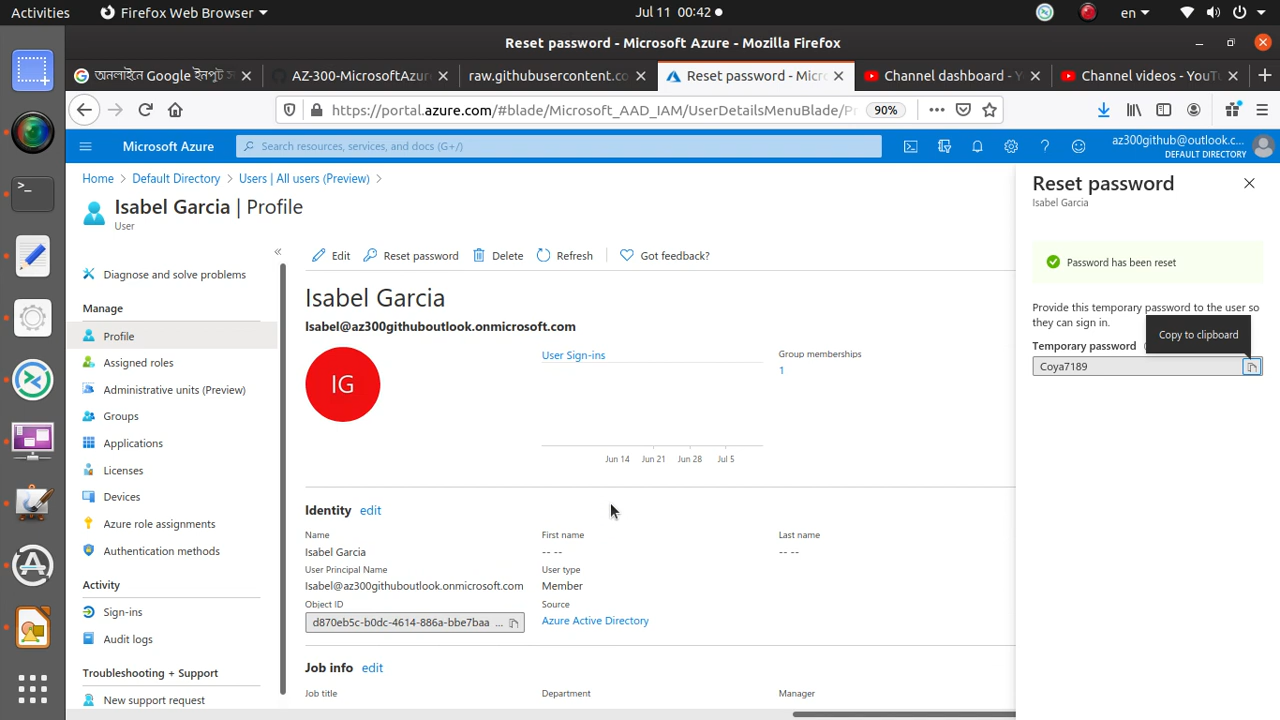 Activities
Firefox Web Browser
Jul 11 00:42
en
Reset password - Microsoft Azure - Mozilla Firefox
অনলাইনে Google ইনপুট স
AZ-300-MicrosoftAzur
raw.githubusercontent.co
Reset password - Micr
Channel dashboard - Y
Channel videos - YouT
https://portal.azure.com/#blade/Microsoft_AAD_IAM/UserDetailsMenuBlade/P
90%
Microsoft Azure
Search resources, services, and docs (G+/)
az300github@outlook.c...
DEFAULT DIRECTORY
Home > Default Directory > Users | All users (Preview) >
Isabel Garcia | Profile
User
Diagnose and solve problems
Manage
Profile
Assigned roles
Administrative units (Preview)
Groups
Applications
Licenses
Devices
Azure role assignments
Authentication methods
Activity
Sign-ins
Audit logs
Troubleshooting + Support
New support request
Edit
Reset password
Delete
Refresh
Got feedback?
Isabel Garcia
Isabel@az300githuboutlook.onmicrosoft.com
IG
User Sign-ins
Jun 14 Jun 21 Jun 28 Jul 5
Group memberships
1
Identity edit
Name
Isabel Garcia
First name
-- --
Last name
-- --
User Principal Name
Isabel@az300githuboutlook.onmicrosoft.com
User type
Member
Object ID
d870eb5c-b0dc-4614-886a-bbe7baa ...
Source
Azure Active Directory
Job info edit
Job title
Department
Manager
Reset password
Isabel Garcia
Password has been reset
Provide this temporary password to the user so
they can sign in.
Copy to clipboard
Temporary password
Coya7189